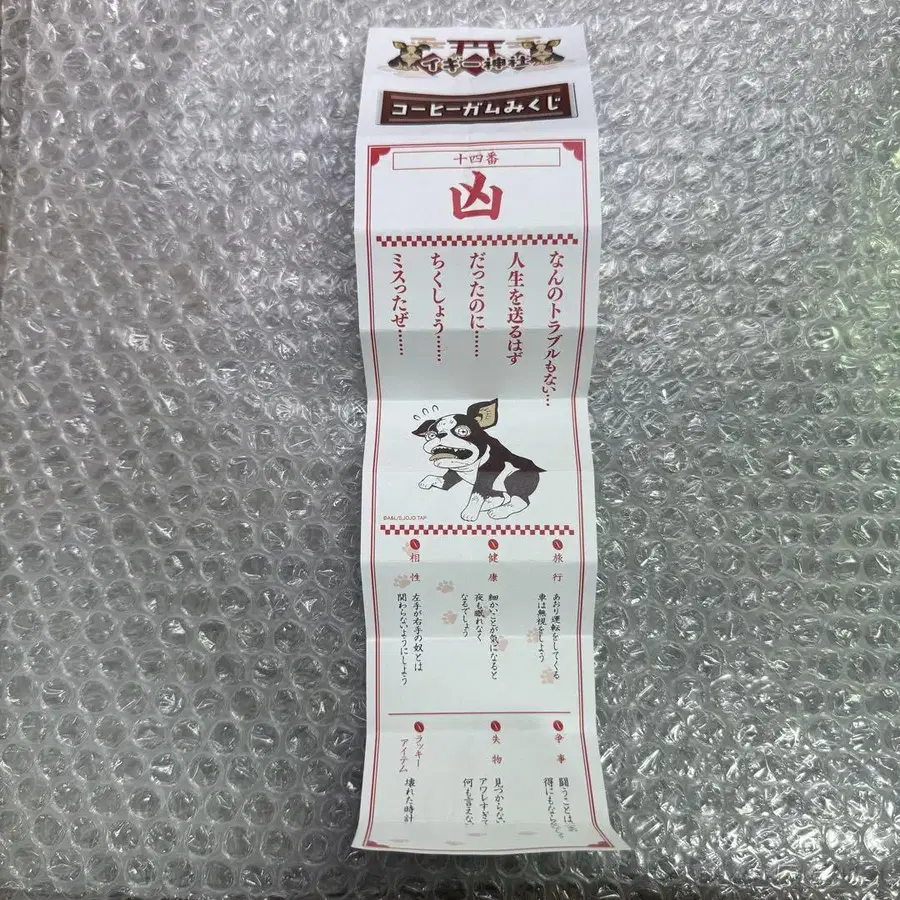 イギー神社
コーヒーガムみくじ
十四番
凶
なんのトラブルもない…
人生を送るはず
だったのに……
ちくしょう……
ミスったぜ……
©A&L/S,JOJO TAP
旅行
あおり運転をしてくる
車は無視をしよう
健康
細かいことが気になると
夜も眠れなく
なるでしょう
相性
左手が右手の奴とは
関わらないようにしよう
争事
闘うことは
得にもなら
失物
見つからない
アワレすぎて
何も言えない
ラッキー
アイテム
壊れた時計